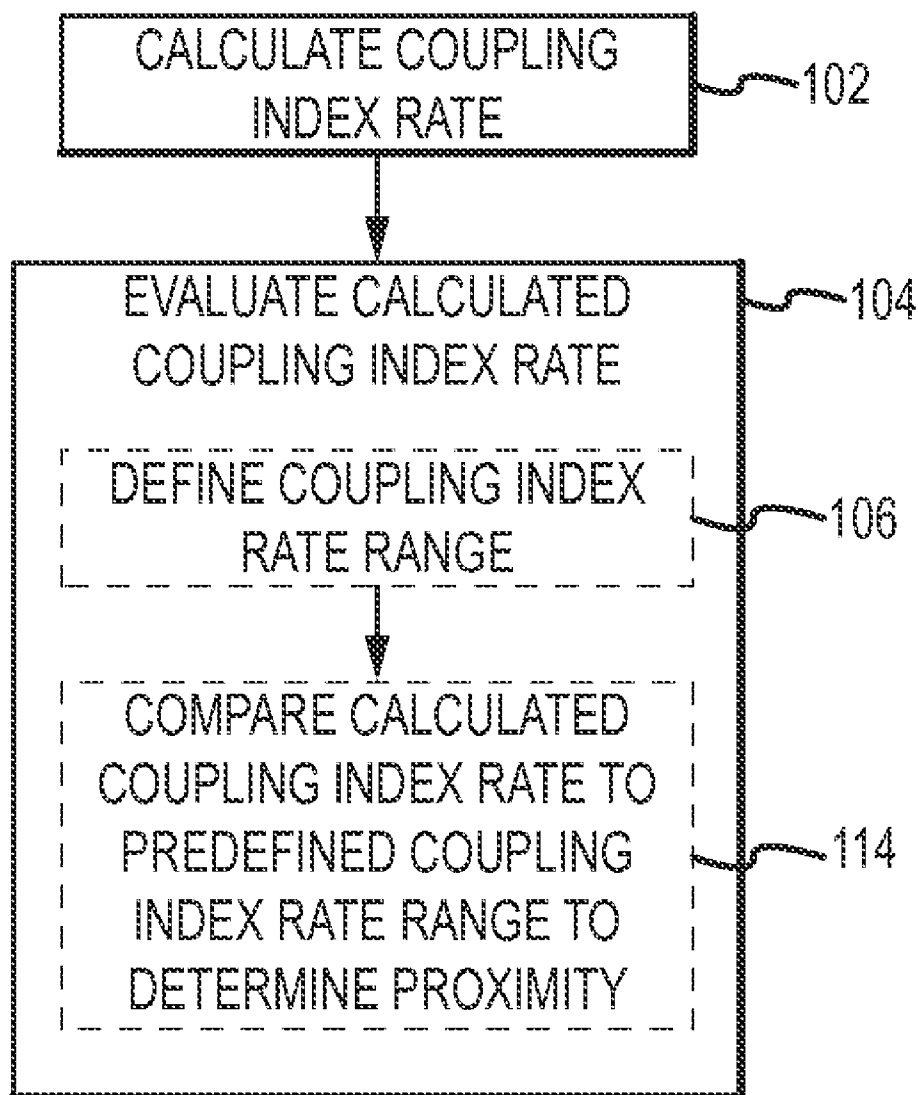 CALCULATE COUPLING
INDEX RATE
102
EVALUATE CALCULATED
COUPLING INDEX RATE
104
DEFINE COUPLING INDEX
RATE RANGE
106
COMPARE CALCULATED
COUPLING INDEX RATE TO
PREDEFINED COUPLING
INDEX RATE RANGE TO
DETERMINE PROXIMITY
114